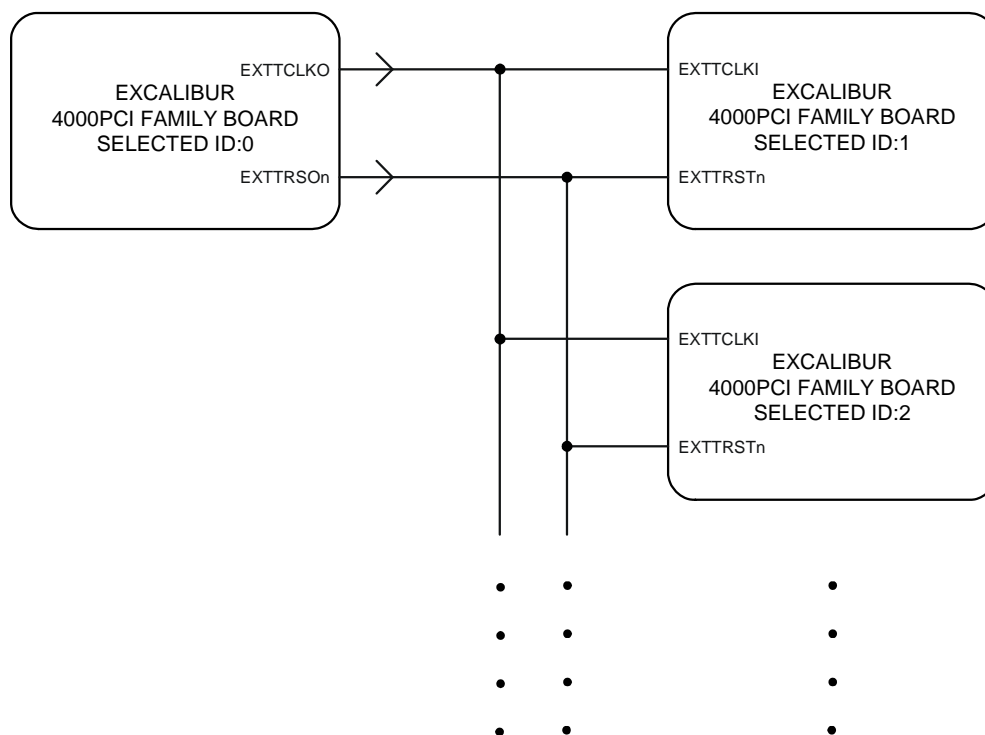 EXTTCLKO
EXCALIBUR
4000PCI FAMILY BOARD
SELECTED ID:0
EXTTRSOn
EXTTCLKI
EXCALIBUR
4000PCI FAMILY BOARD
SELECTED ID:1
EXTTRSTn
EXTTCLKI
EXCALIBUR
4000PCI FAMILY BOARD
SELECTED ID:2
EXTTRSTn